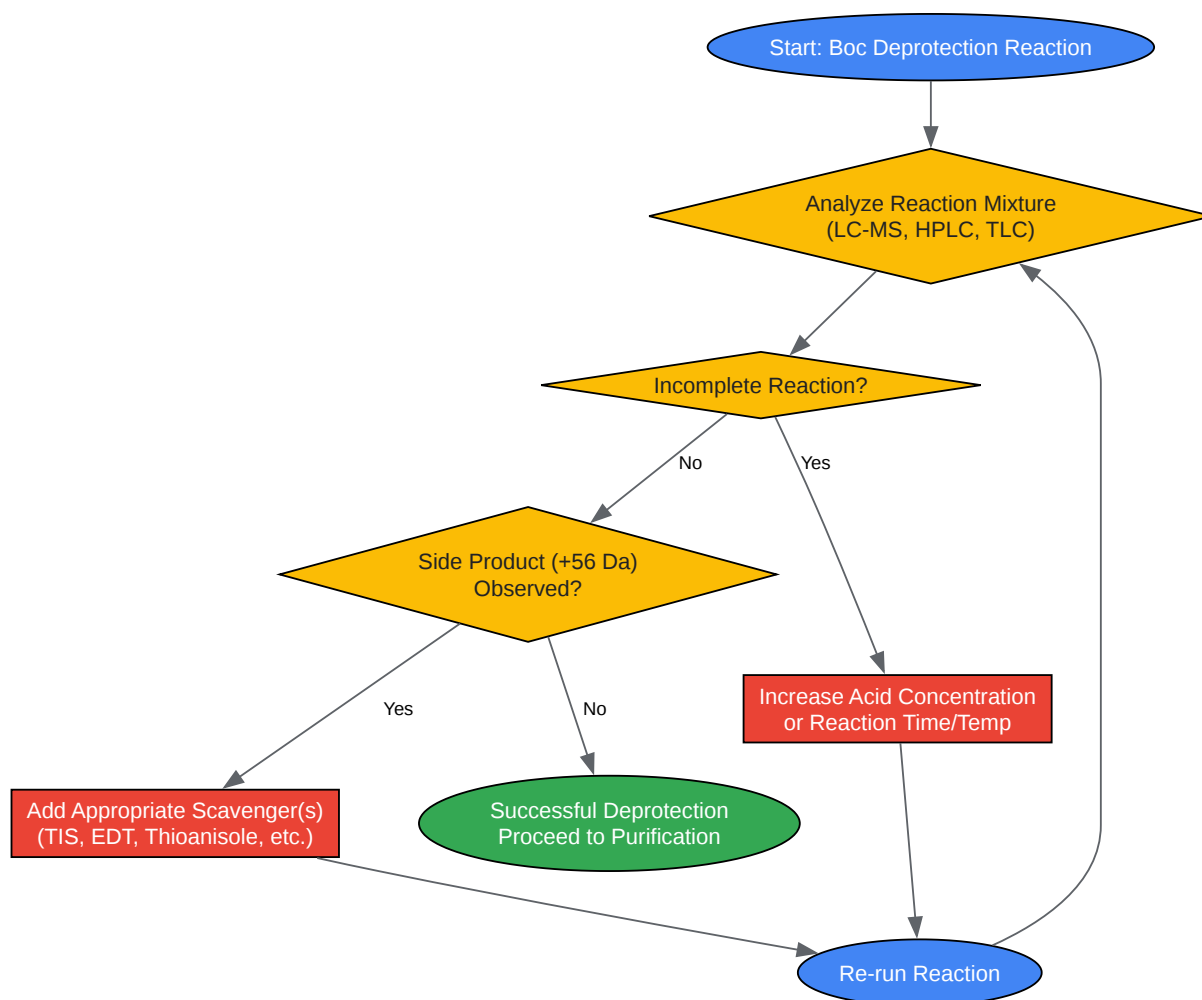 Start: Boc Deprotection Reaction
Analyze Reaction Mixture
(LC-MS, HPLC, TLC)
Incomplete Reaction?
No
Yes
Side Product (+56 Da)
Observed?
Yes
No
Increase Acid Concentration
or Reaction Time/Temp
Add Appropriate Scavenger(s)
(TIS, EDT, Thioanisole, etc.)
Successful Deprotection
Proceed to Purification
Re-run Reaction